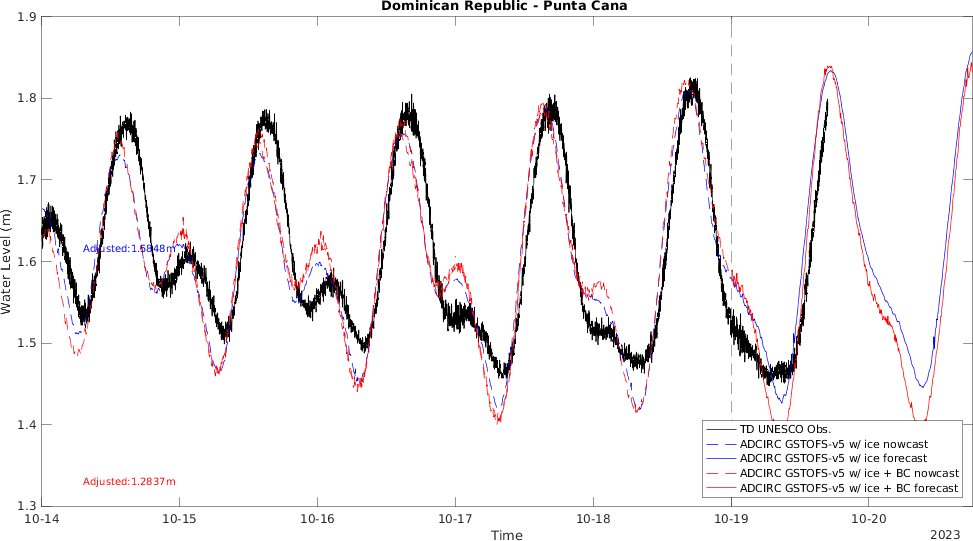 Dominican Republic - Punta Cana
1.9
1.8
1.7
1.6
1.5
1.4
1.3
Water Level (m)
Adjusted:1.5848m
Adjusted:1.2837m
TD UNESCO Obs.
ADCIRC GSTOFS-v5 w/ ice nowcast
ADCIRC GSTOFS-v5 w/ ice forecast
ADCIRC GSTOFS-v5 w/ ice + BC nowcast
ADCIRC GSTOFS-v5 w/ ice + BC forecast
10-14 10-15 10-16 10-17 10-18 10-19 10-20
Time
2023